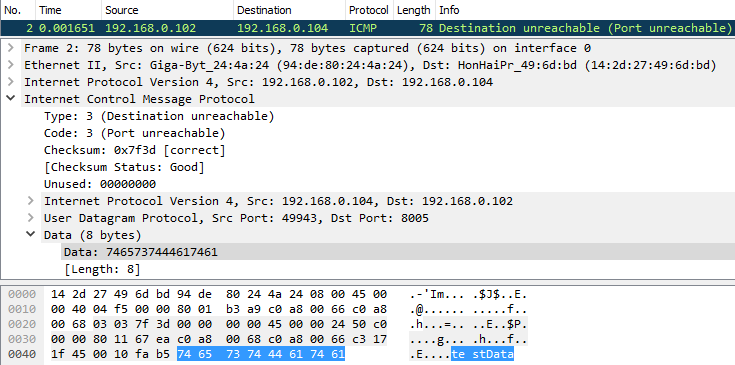 No. Time Source Destination Protocol Length Info
2 0.001651 192.168.0.102 192.168.0.104 ICMP 78 Destination unreachable (Port unreachable)
Frame 2: 78 bytes on wire (624 bits), 78 bytes captured (624 bits) on interface 0
Ethernet II, Src: Giga-Byt_24:4a:24 (94:de:80:24:4a:24), Dst: HonHaiPr_49:6d:bd (14:2d:27:49:6d:bd)
Internet Protocol Version 4, Src: 192.168.0.102, Dst: 192.168.0.104
Internet Control Message Protocol
Type: 3 (Destination unreachable)
Code: 3 (Port unreachable)
Checksum: 0x7f3d [correct]
[Checksum Status: Good]
Unused: 00000000
Internet Protocol Version 4, Src: 192.168.0.104, Dst: 192.168.0.102
User Datagram Protocol, Src Port: 49943, Dst Port: 8005
Data (8 bytes)
Data: 7465737444617461
[Length: 8]
0000 14 2d 27 49 6d bd 94 de 80 24 4a 24 08 00 45 00 .-'Im... .$J$..E.
0010 00 40 04 f5 00 00 80 01 b3 a9 c0 a8 00 66 c0 a8 .@...... .....f..
0020 00 68 03 03 7f 3d 00 00 00 00 45 00 00 24 50 c0 .h...=.. ..E..$P.
0030 00 00 80 11 67 ea c0 a8 00 68 c0 a8 00 66 c3 17 ....g... .h...f..
0040 1f 45 00 10 fa b5 74 65 73 74 44 61 74 61 .E....te stData